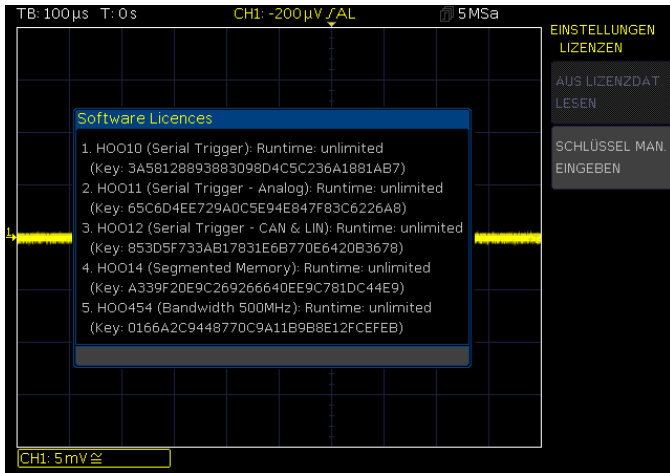 TB: 100µs T: 0s CH1: -200µV AL 5MSa
EINSTELLUNGEN
LIZENZEN
AUS LIZENZDAT.
LESEN
SCHLÜSSEL MAN.
EINGEBEN
Software Licences
1. HOO10 (Serial Trigger): Runtime: unlimited
(Key: 3A58128893883098D4C5C236A1881AB7)
2. HOO11 (Serial Trigger - Analog): Runtime: unlimited
(Key: 65C6D4EE729A0C5E94E847F83C6226A8)
3. HOO12 (Serial Trigger - CAN & LIN): Runtime: unlimited
(Key: 853D5F733AB17831E6B770E6420B3678)
4. HOO14 (Segmented Memory): Runtime: unlimited
(Key: A339F20E9C269266640EE9C781DC44E9)
5. HOO454 (Bandwidth 500MHz): Runtime: unlimited
(Key: 0166A2C9448770C9A11B9B8E12FCEFEB)
1
CH1: 5mV≅